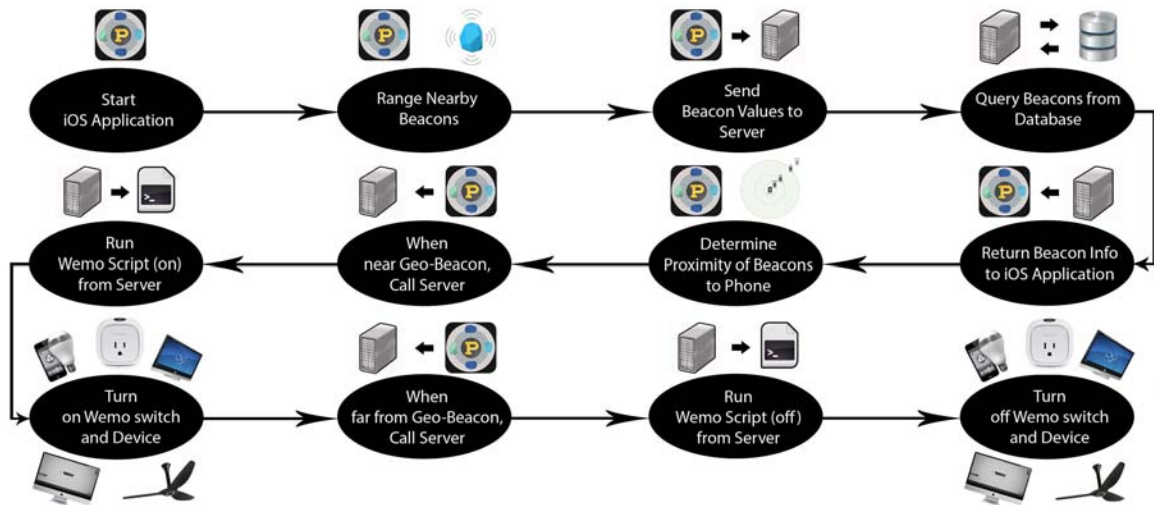 Start
iOS Application
Range Nearby
Beacons
Send
Beacon Values to
Server
Query Beacons from
Database
Return Beacon Info
to iOS Application
Determine
Proximity of Beacons
to Phone
When
near Geo-Beacon,
Call Server
Run
Wemo Script (on)
from Server
Turn
on Wemo switch
and Device
When
far from Geo-Beacon,
Call Server
Run
Wemo Script (off)
from Server
Turn
off Wemo switch
and Device